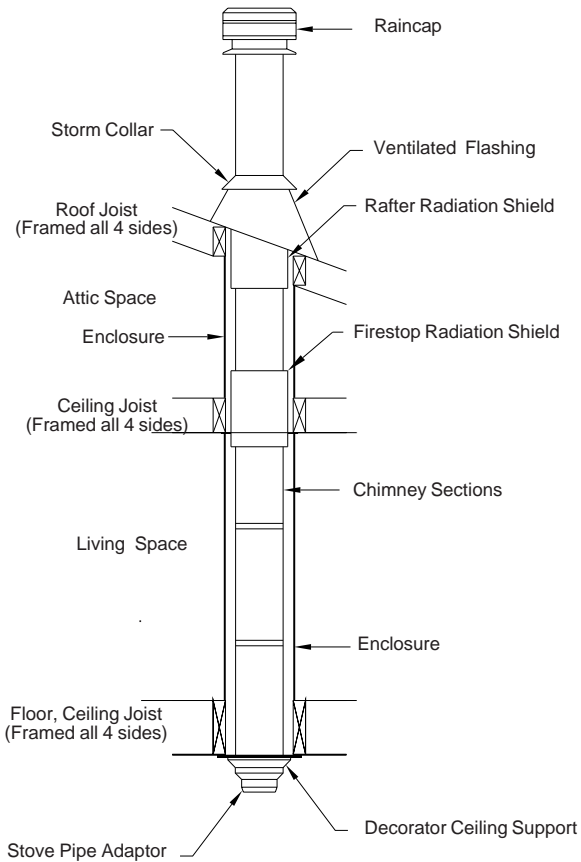 Raincap
Storm Collar
Ventilated Flashing
Roof Joist
(Framed all 4 sides)
Rafter Radiation Shield
Attic Space
Enclosure
Firestop Radiation Shield
Ceiling Joist
(Framed all 4 sides)
Chimney Sections
Living Space
Enclosure
Floor, Ceiling Joist
(Framed all 4 sides)
Decorator Ceiling Support
Stove Pipe Adaptor